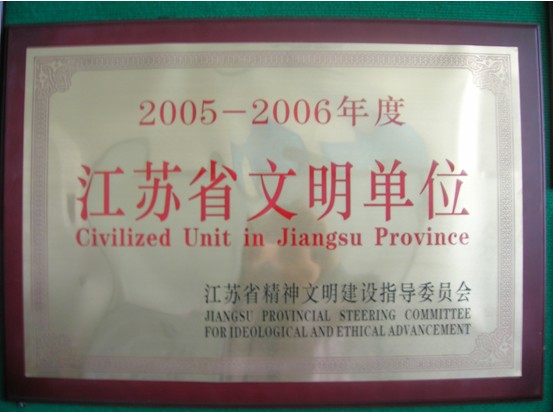 2005－2006年度
江苏省文明单位
Civilized Unit in Jiangsu Province
江苏省精神文明建设指导委员会
JIANGSU PROVINCIAL STEERING COMMITTEE
FOR IDEOLOGICAL AND ETHICAL ADVANCEMENT